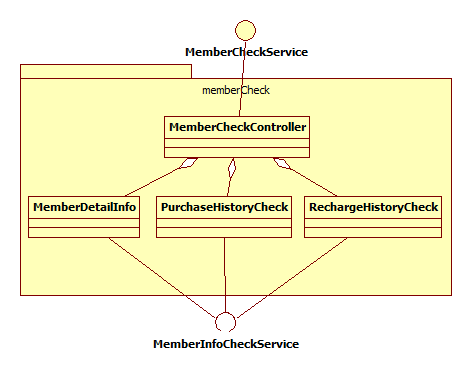 MemberCheckService
memberCheck
MemberCheckController
MemberDetailInfo
PurchaseHistoryCheck
RechargeHistoryCheck
MemberInfoCheckService